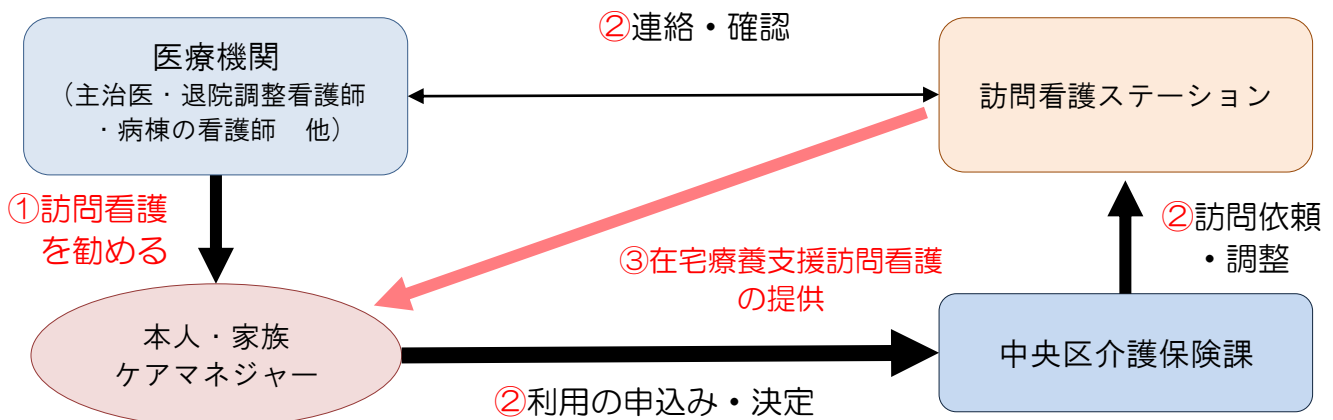 ②連絡・確認
医療機関
（主治医・退院調整看護師
・病棟の看護師　他）
訪問看護ステーション
①訪問看護
を勧める
②訪問依頼
・調整
③在宅療養支援訪問看護
の提供
本人・家族
ケアマネジャー
中央区介護保険課
②利用の申込み・決定